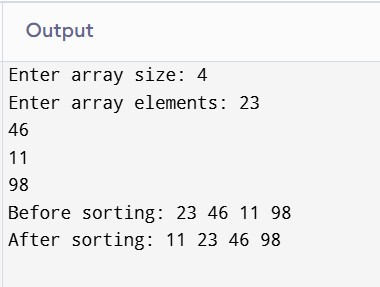 Output
Enter array size: 4
Enter array elements: 23
46
11
98
Before sorting: 23 46 11 98
After sorting: 11 23 46 98